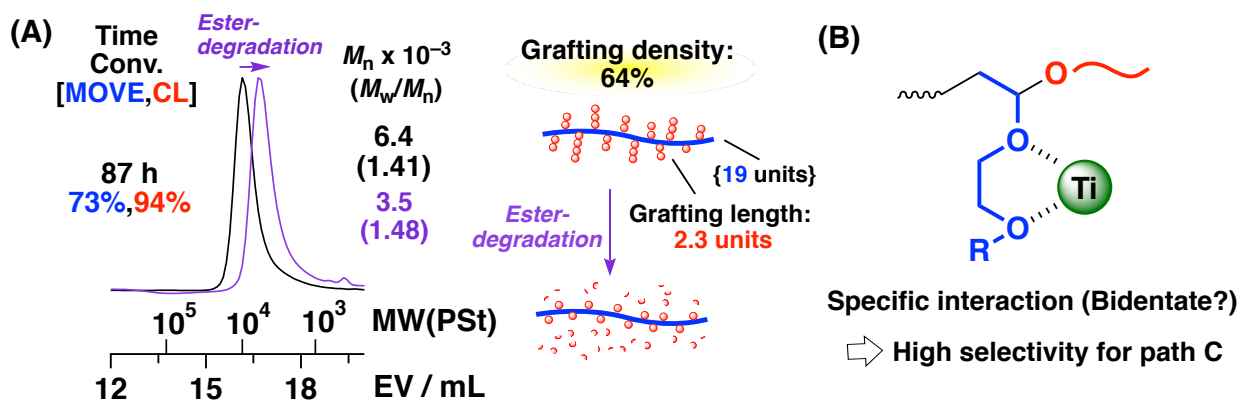 (A)
Time
Conv.
[MOVE,CL]
87 h
73%,94%
Ester-
degradation
Mn x 10–3
(Mw/Mn)
6.4
(1.41)
3.5
(1.48)
105 104 103 MW(PSt)
12 15 18 EV / mL
Grafting density:
64%
{19 units}
Grafting length:
2.3 units
Ester-
degradation
(B)
O
O
Ti
O
R
Specific interaction (Bidentate?)
⇨ High selectivity for path C